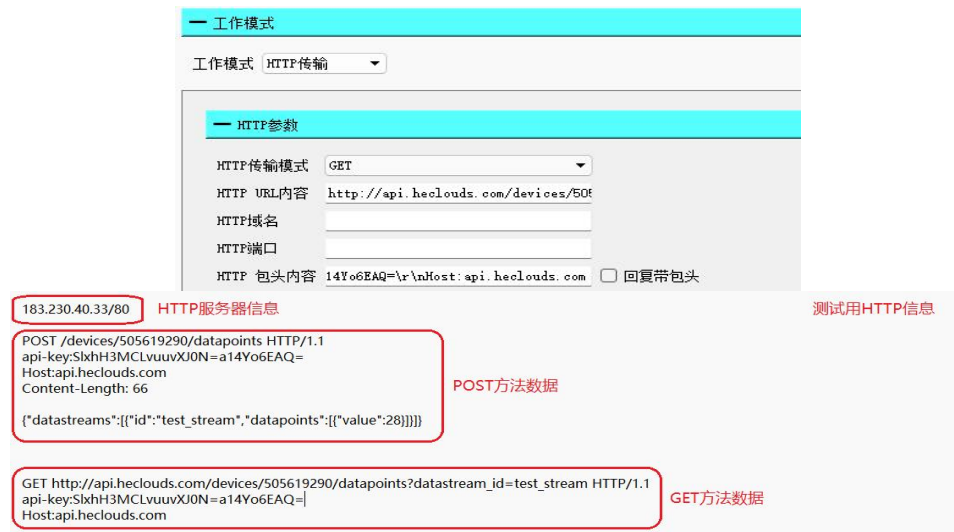 一 工作模式
工作模式 HTTP传输
一 HTTP参数
HTTP传输模式 GET
HTTP URL内容 http://api.heclouds.com/devices/505
HTTP域名
HTTP端口
HTTP 包头内容 14Yo6EAQ=\r\nHost:api.heclouds.com 回复带包头
183.230.40.33/80 HTTP服务器信息 测试用HTTP信息
POST /devices/505619290/datapoints HTTP/1.1
api-key:SlxhH3MCLvuuvXJ0N=a14Yo6EAQ=
Host:api.heclouds.com
Content-Length: 66
POST方法数据
{"datastreams":[{"id":"test_stream","datapoints":[{"value":28}]}]}
GET http://api.heclouds.com/devices/505619290/datapoints?datastream_id=test_stream HTTP/1.1
api-key:SlxhH3MCLvuuvXJ0N=a14Yo6EAQ=
GET方法数据
Host:api.heclouds.com